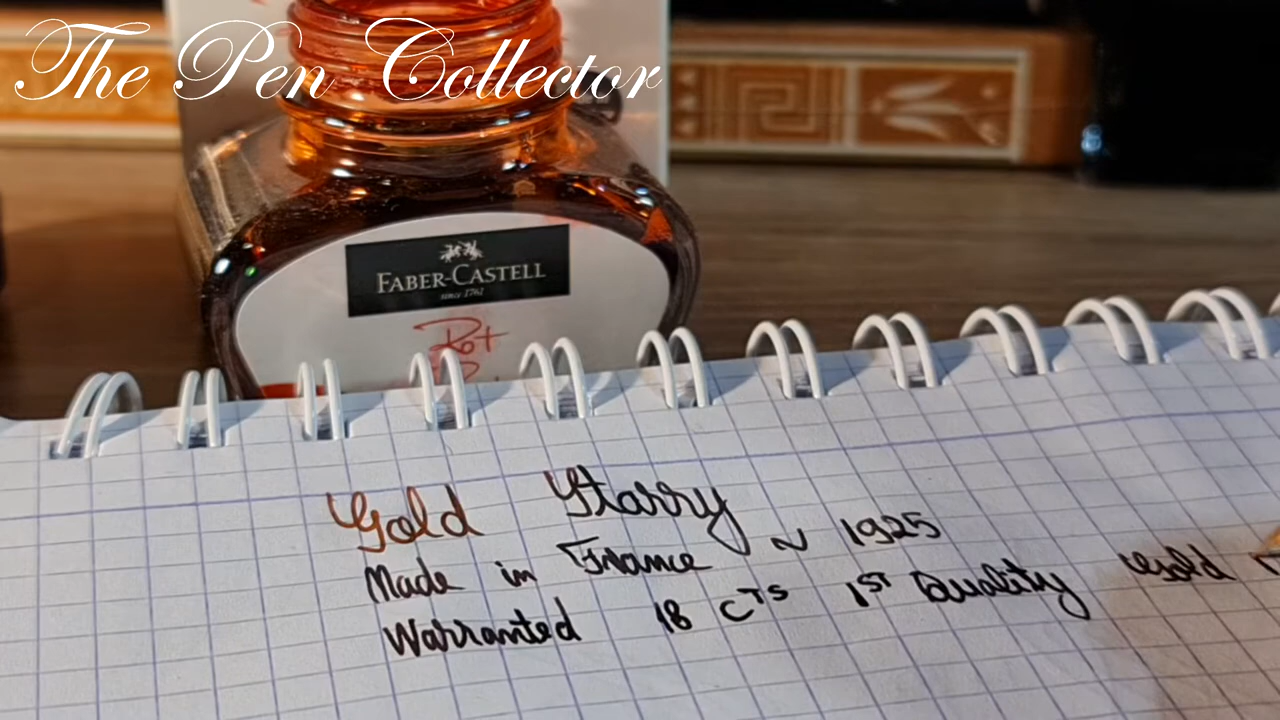 The Pen Collector
FABER-CASTELL
since 1761
Rot
Gold Starry
Made in France ~ 1925
Warranted 18 CTS 1ST Quality Gold